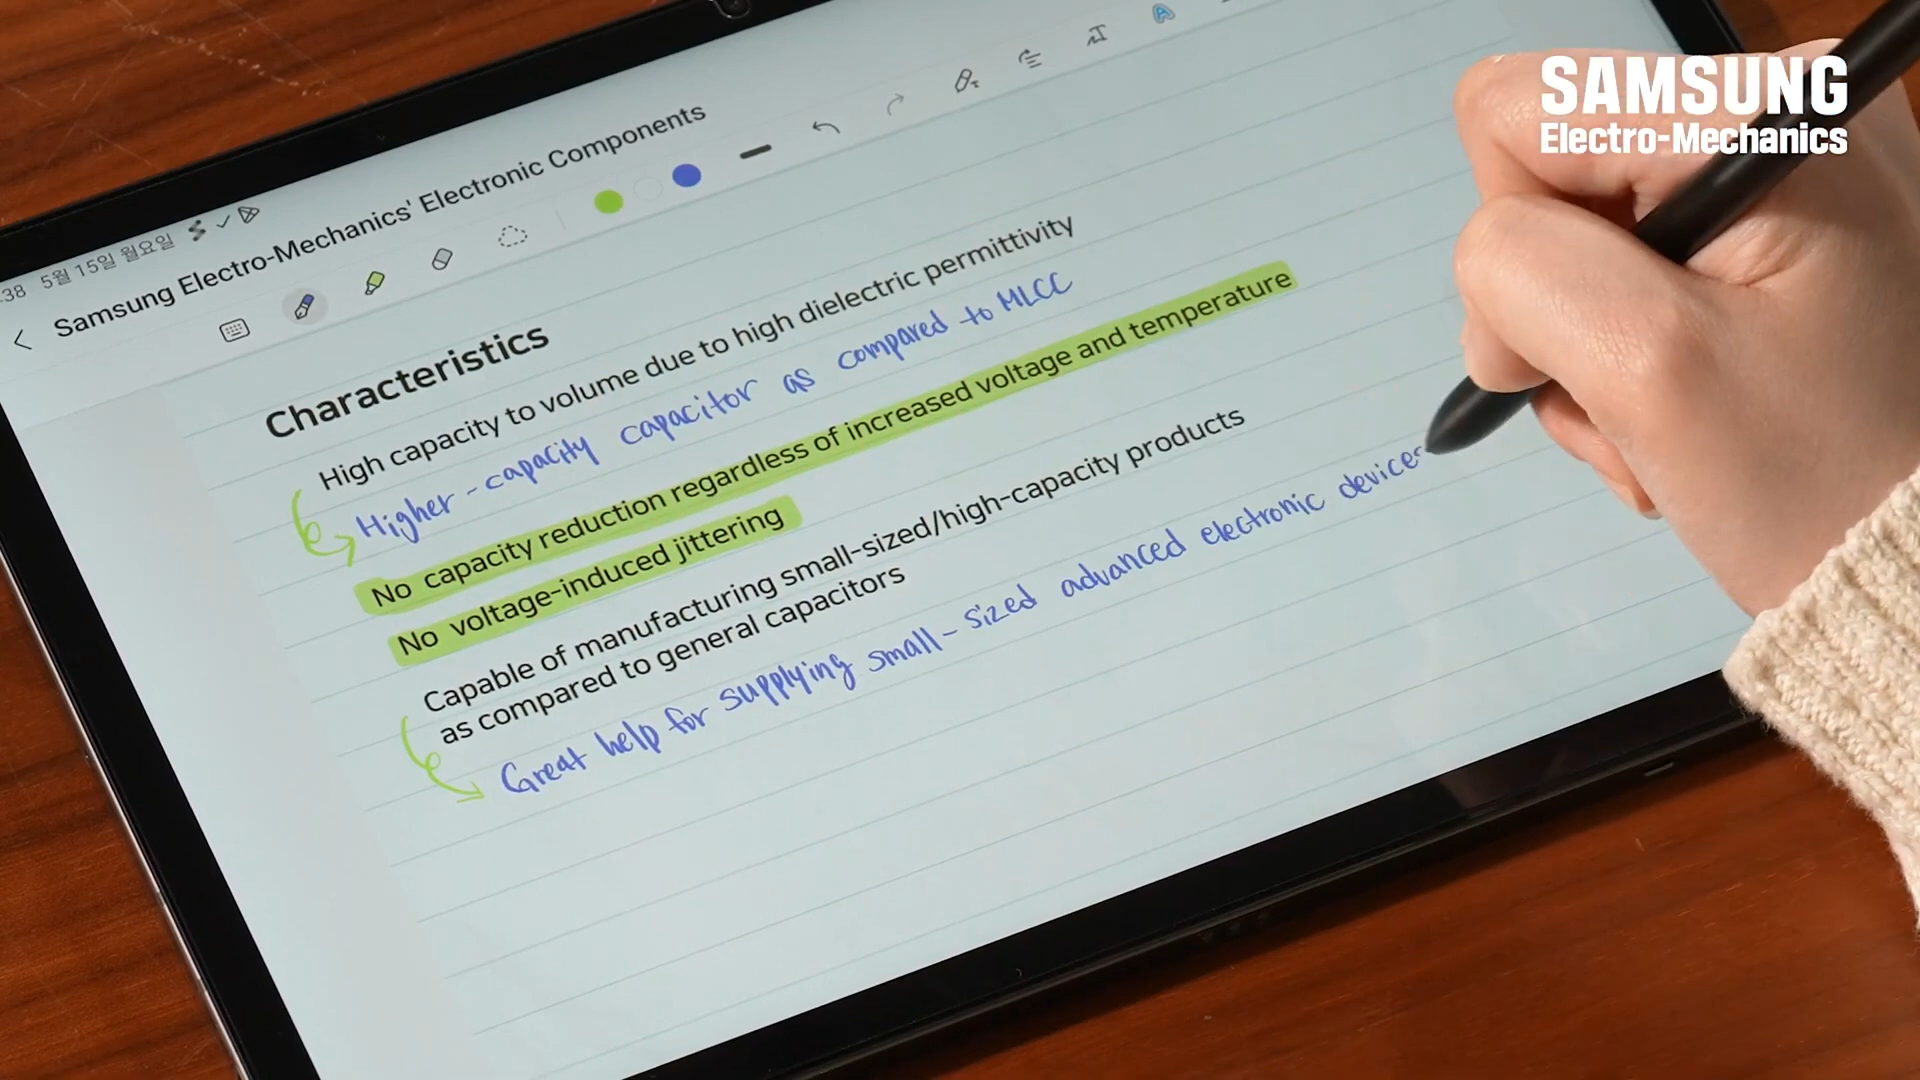 SAMSUNG
Electro-Mechanics
:38 5월 15일 월요일
Samsung Electro-Mechanics' Electronic Components
Characteristics
High capacity to volume due to high dielectric permittivity
Higher-capacity capacitor as compared to MLCC
No capacity reduction regardless of increased voltage and temperature
No voltage-induced jittering
Capable of manufacturing small-sized/high-capacity products
as compared to general capacitors
Great help for supplying small-sized advanced electronic devices